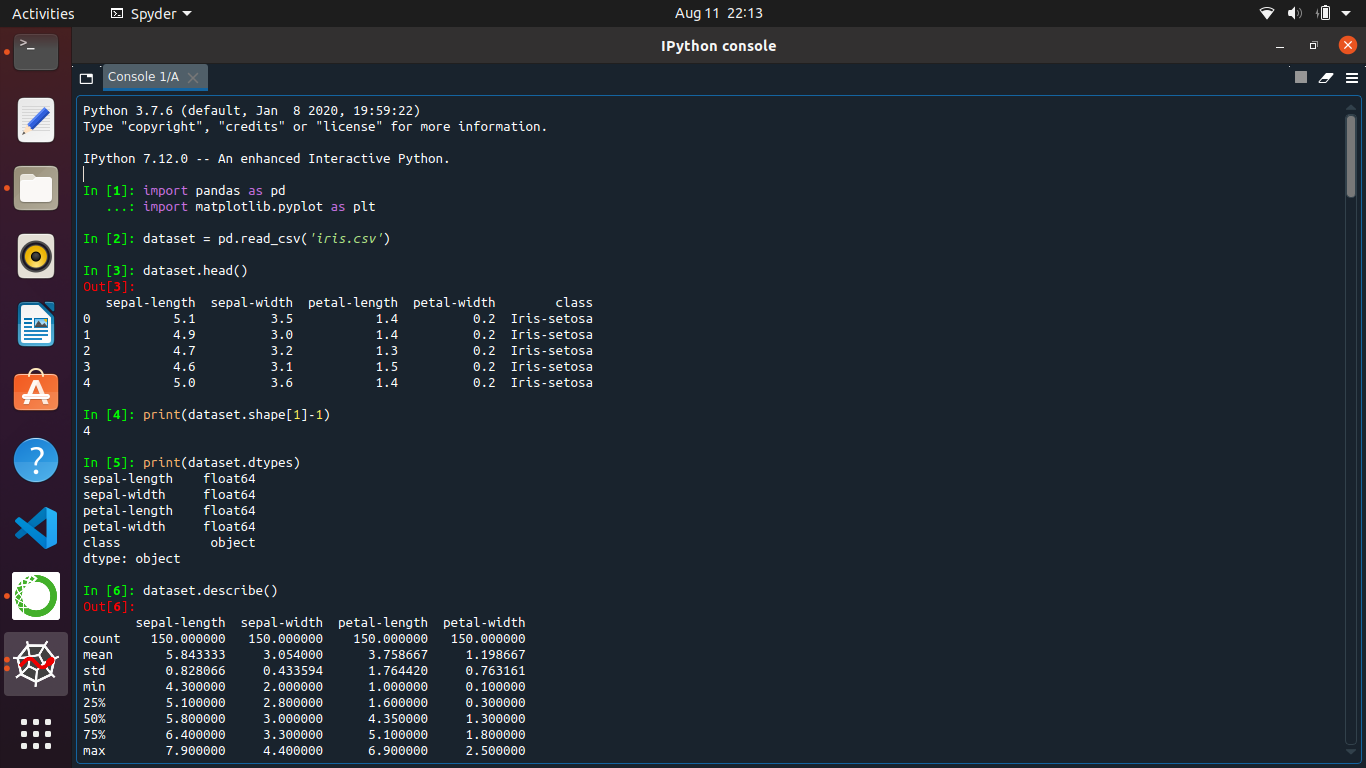 Activities
Spyder
Aug 11 22:13
IPython console
Console 1/A
Python 3.7.6 (default, Jan  8 2020, 19:59:22)
Type "copyright", "credits" or "license" for more information.

IPython 7.12.0 -- An enhanced Interactive Python.

In [1]: import pandas as pd
   ...: import matplotlib.pyplot as plt

In [2]: dataset = pd.read_csv('iris.csv')

In [3]: dataset.head()
Out[3]:
   sepal-length  sepal-width  petal-length  petal-width        class
0           5.1          3.5           1.4          0.2  Iris-setosa
1           4.9          3.0           1.4          0.2  Iris-setosa
2           4.7          3.2           1.3          0.2  Iris-setosa
3           4.6          3.1           1.5          0.2  Iris-setosa
4           5.0          3.6           1.4          0.2  Iris-setosa

In [4]: print(dataset.shape[1]-1)
4

In [5]: print(dataset.dtypes)
sepal-length    float64
sepal-width     float64
petal-length    float64
petal-width     float64
class            object
dtype: object

In [6]: dataset.describe()
Out[6]:
       sepal-length  sepal-width  petal-length  petal-width
count    150.000000   150.000000    150.000000   150.000000
mean       5.843333     3.054000      3.758667     1.198667
std        0.828066     0.433594      1.764420     0.763161
min        4.300000     2.000000      1.000000     0.100000
25%        5.100000     2.800000      1.600000     0.300000
50%        5.800000     3.000000      4.350000     1.300000
75%        6.400000     3.300000      5.100000     1.800000
max        7.900000     4.400000      6.900000     2.500000